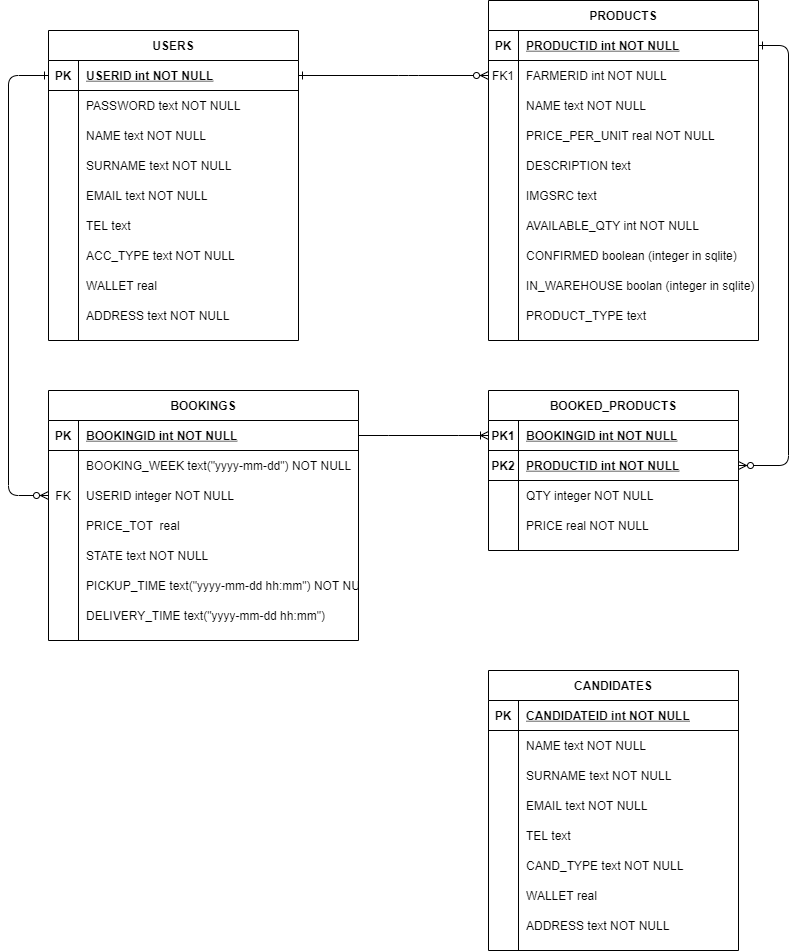 USERS
PK USERID int NOT NULL
PASSWORD text NOT NULL
NAME text NOT NULL
SURNAME text NOT NULL
EMAIL text NOT NULL
TEL text
ACC_TYPE text NOT NULL
WALLET real
ADDRESS text NOT NULL
PRODUCTS
PK PRODUCTID int NOT NULL
FK1 FARMERID int NOT NULL
NAME text NOT NULL
PRICE_PER_UNIT real NOT NULL
DESCRIPTION text
IMGSRC text
AVAILABLE_QTY int NOT NULL
CONFIRMED boolean (integer in sqlite)
IN_WAREHOUSE boolan (integer in sqlite)
PRODUCT_TYPE text
BOOKINGS
PK BOOKINGID int NOT NULL
BOOKING_WEEK text("yyyy-mm-dd") NOT NULL
FK USERID integer NOT NULL
PRICE_TOT real
STATE text NOT NULL
PICKUP_TIME text("yyyy-mm-dd hh:mm") NOT NU
DELIVERY_TIME text("yyyy-mm-dd hh:mm")
BOOKED_PRODUCTS
PK1 BOOKINGID int NOT NULL
PK2 PRODUCTID int NOT NULL
QTY integer NOT NULL
PRICE real NOT NULL
CANDIDATES
PK CANDIDATEID int NOT NULL
NAME text NOT NULL
SURNAME text NOT NULL
EMAIL text NOT NULL
TEL text
CAND_TYPE text NOT NULL
WALLET real
ADDRESS text NOT NULL